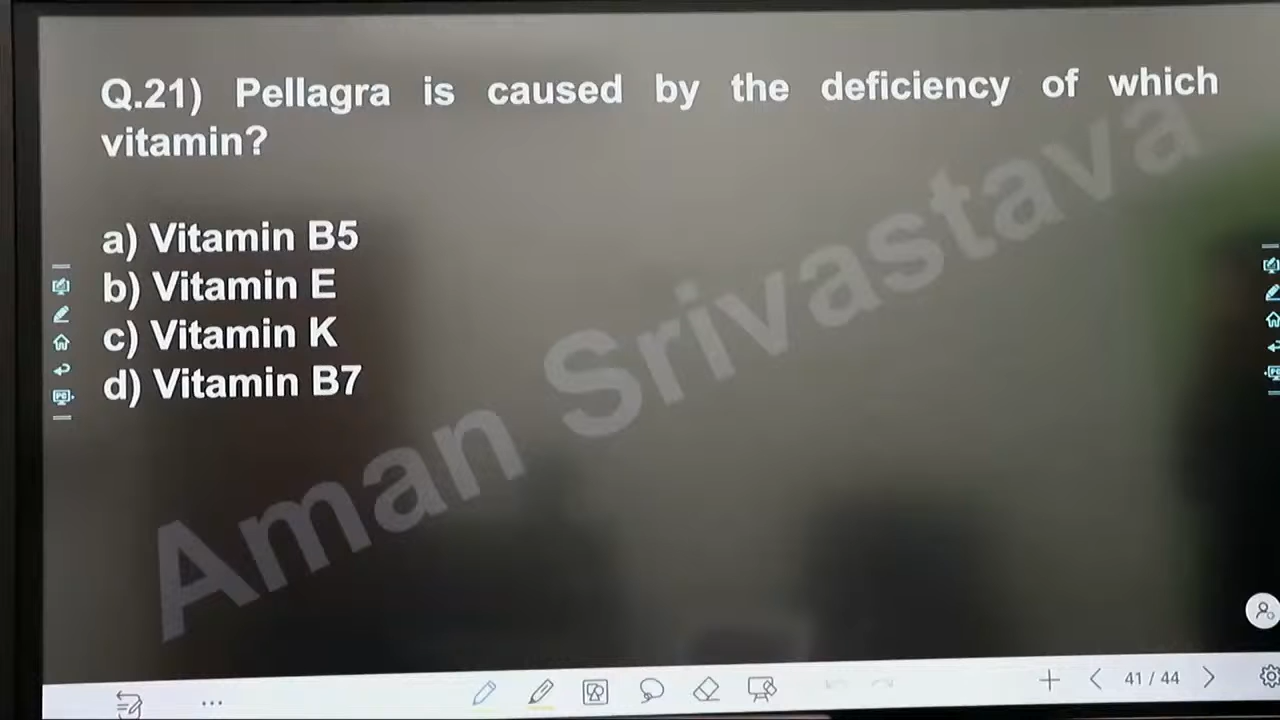 Q.21) Pellagra is caused by the deficiency of which
vitamin?
a) Vitamin B5
b) Vitamin E
c) Vitamin K
d) Vitamin B7
Aman Srivastava
41 / 44